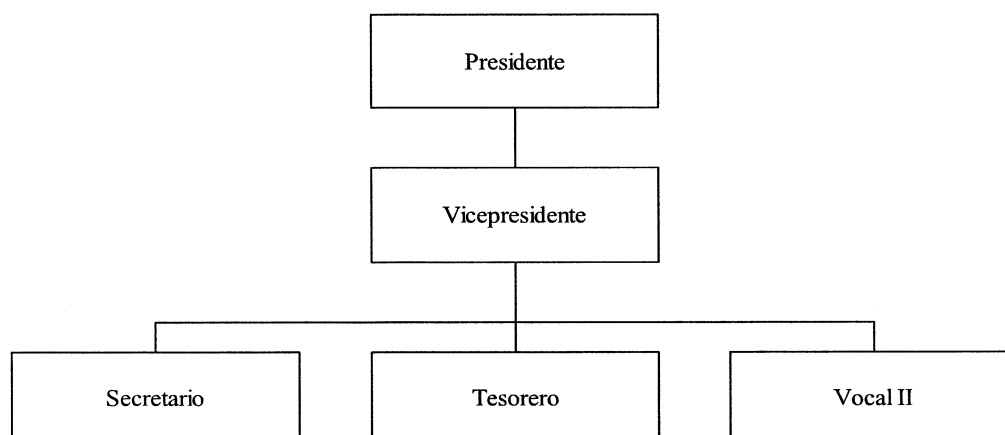 Presidente
Vicepresidente
Secretario
Tesorero
Vocal II